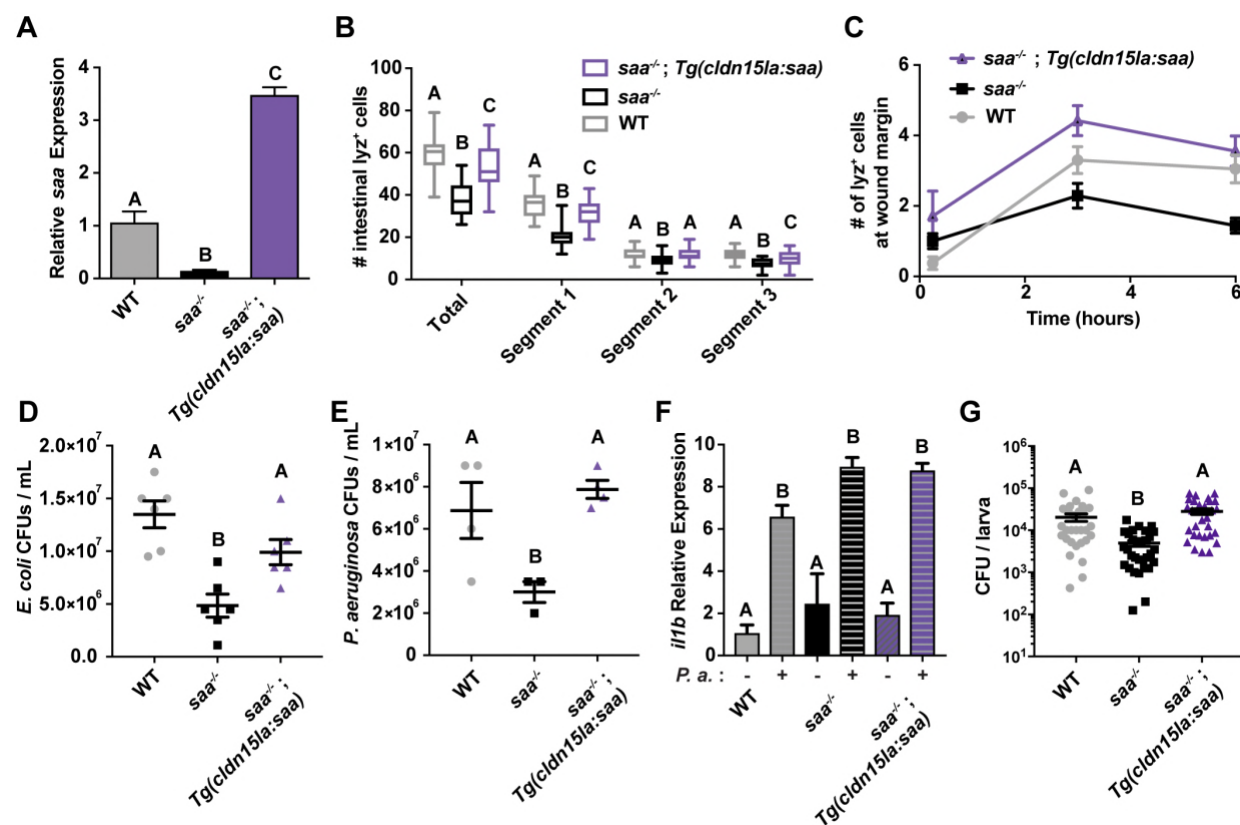 A
Relative saa Expression
4
3
2
1
0
A
B
C
WT
saa-/-
saa-/- ;
Tg(cldn15la:saa)
B
# intestinal lyz+ cells
100
80
60
40
20
0
saa-/- ; Tg(cldn15la:saa)
saa-/-
WT
A
B
C
A
B
C
A
B
A
A
B
C
Total
Segment 1
Segment 2
Segment 3
C
# of lyz+ cells
at wound margin
6
4
2
0
saa-/- ; Tg(cldn15la:saa)
saa-/-
WT
0
2
4
6
Time (hours)
D
E. coli CFUs / mL
2.0×10⁷
1.5×10⁷
1.0×10⁷
5.0×10⁶
0.0
A
B
A
WT
saa-/-
saa-/- ;
Tg(cldn15la:saa)
E
P. aeruginosa CFUs / mL
1×10⁷
8×10⁶
6×10⁶
4×10⁶
2×10⁶
0
A
B
A
WT
saa-/-
saa-/- ;
Tg(cldn15la:saa)
F
il1b Relative Expression
10
8
6
4
2
0
A
B
A
B
A
B
P. a. : - + - + - +
WT
saa-/-
saa-/- ;
Tg(cldn15la:saa)
G
CFU / larva
10⁶
10⁵
10⁴
10³
10²
10¹
A
B
A
WT
saa-/-
saa-/- ;
Tg(cldn15la:saa)